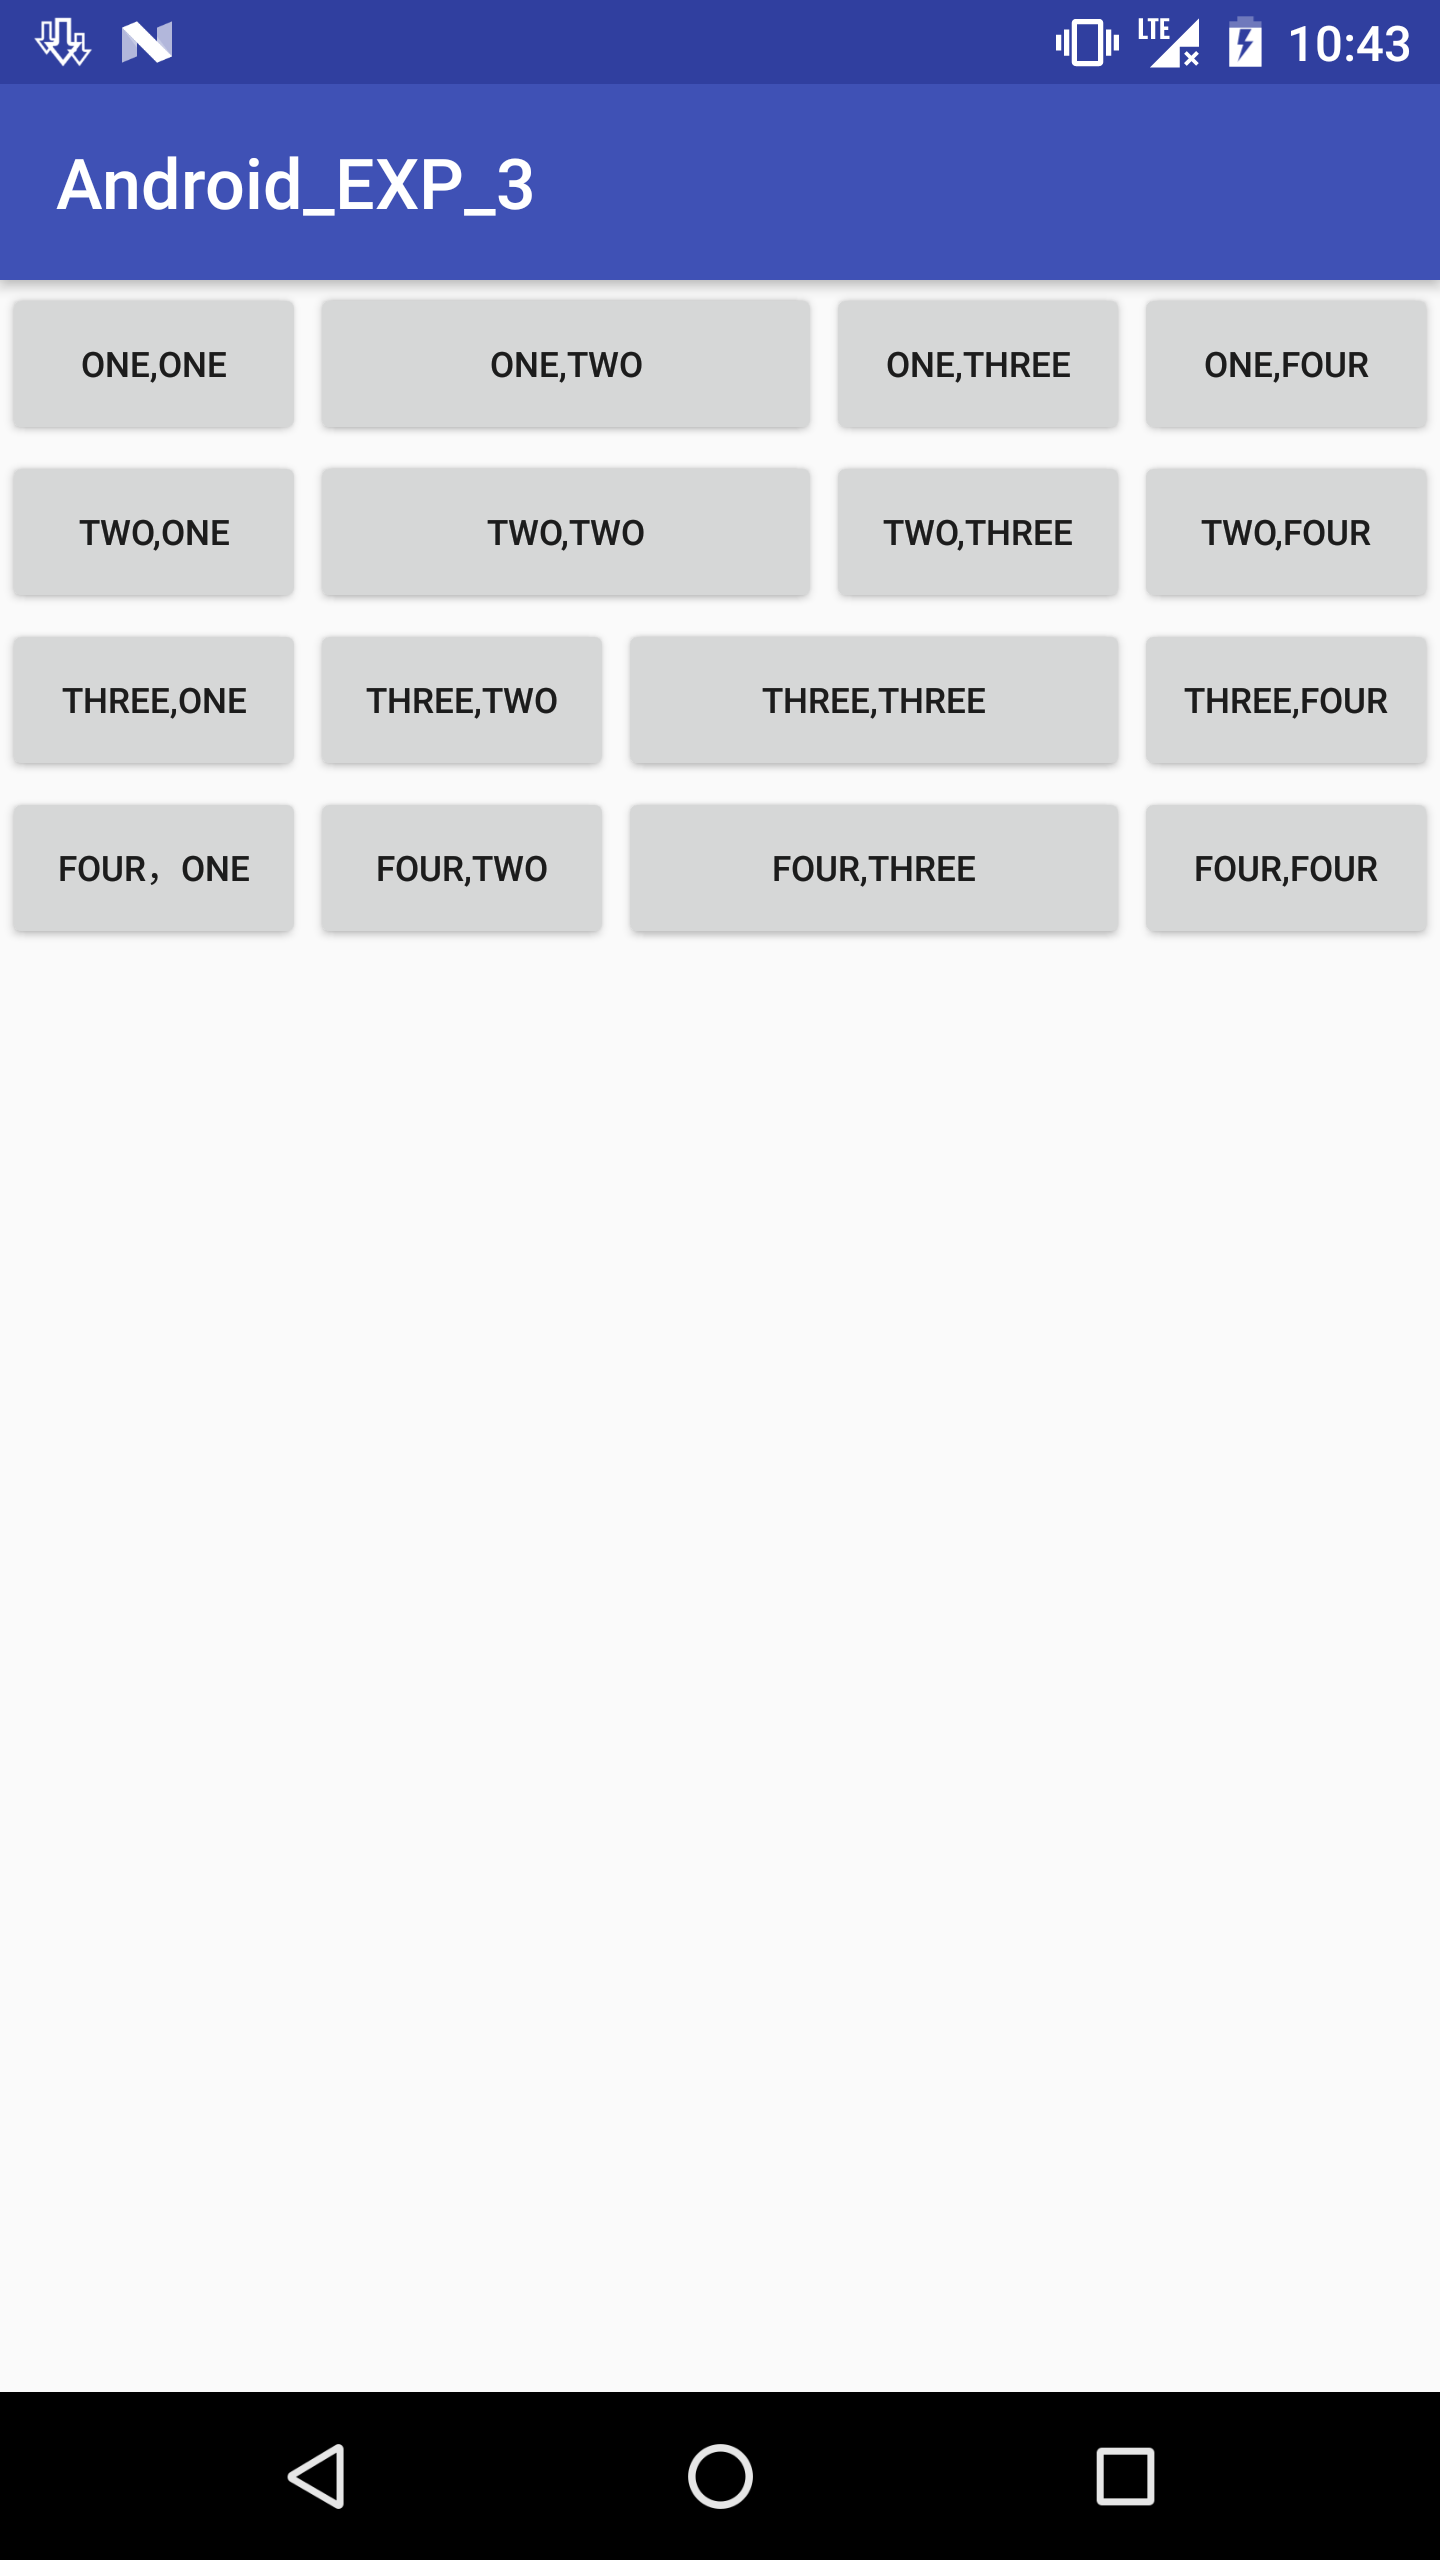 LTE 10:43
Android_EXP_3
ONE,ONE ONE,TWO ONE,THREE ONE,FOUR
TWO,ONE TWO,TWO TWO,THREE TWO,FOUR
THREE,ONE THREE,TWO THREE,THREE THREE,FOUR
FOUR，ONE FOUR,TWO FOUR,THREE FOUR,FOUR